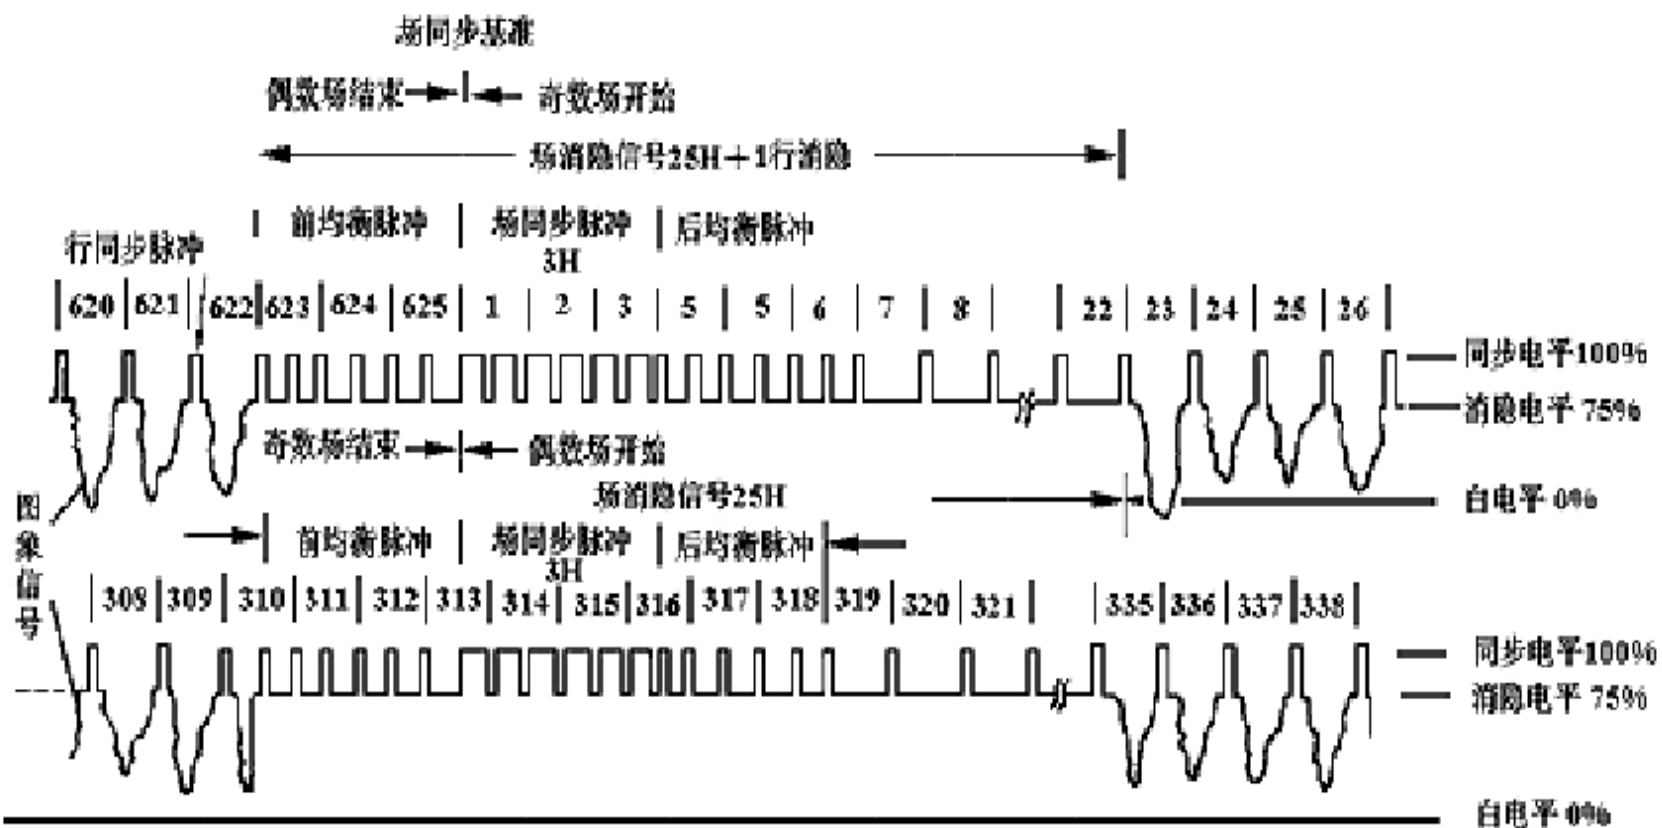 场同步基准
偶数场结束 奇数场开始
场消隐信号25H+1行消隐
前均衡脉冲 场同步脉冲 后均衡脉冲
行同步脉冲
3H
620 621 622 623 624 625 1 2 3 5 5 6 7 8 22 23 24 25 26
同步电平100%
消隐电平 75%
奇数场结束 偶数场开始
场消隐信号25H
白电平 0%
图象信号
前均衡脉冲 场同步脉冲 后均衡脉冲
3H
308 309 310 311 312 313 314 315 316 317 318 319 320 321 335 336 337 338
同步电平100%
消隐电平 75%
白电平 0%